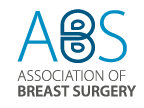 ABS
ASSOCIATION OF
BREAST SURGERY